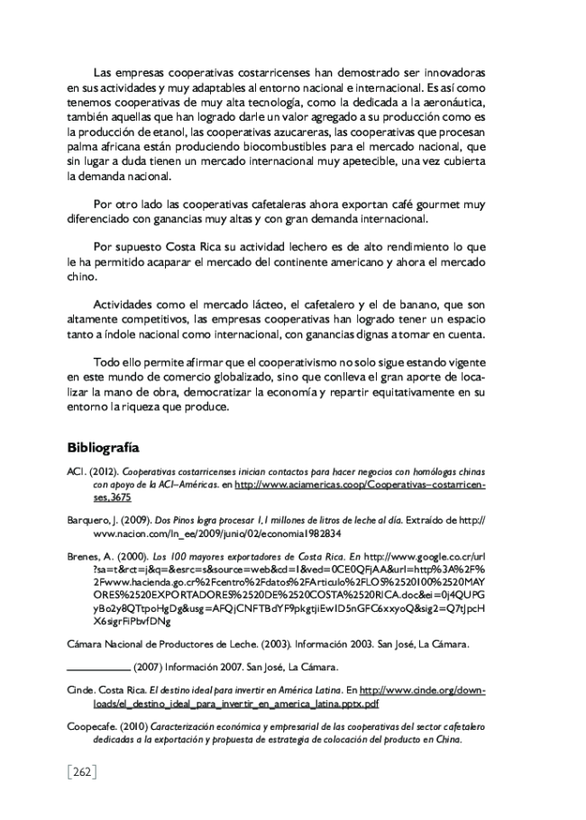 Las empresas cooperativas costarricenses han demostrado ser innovadoras
en sus actividades y muy adaptables al entorno nacional e internacional. Es así como
tenemos cooperativas de muy alta tecnología, como la dedicada a la aeronáutica,
también aquellas que han logrado darle un valor agregado a su producción como es
la producción de etanol, las cooperativas azucareras, las cooperativas que procesan
palma africana están produciendo biocombustibles para el mercado nacional, que
sin lugar a duda tienen un mercado internacional muy apetecible, una vez cubierta
la demanda nacional.
Por otro lado las cooperativas cafetaleras ahora exportan café gourmet muy
diferenciado con ganancias muy altas y con gran demanda internacional.
Por supuesto Costa Rica su actividad lechero es de alto rendimiento lo que
le ha permitido acaparar el mercado del continente americano y ahora el mercado
chino.
Actividades como el mercado lácteo, el cafetalero y el de banano, que son
altamente competitivos, las empresas cooperativas han logrado tener un espacio
tanto a índole nacional como internacional, con ganancias dignas a tomar en cuenta.
Todo ello permite afirmar que el cooperativismo no solo sigue estando vigente
en este mundo de comercio globalizado, sino que conlleva el gran aporte de loca-
lizar la mano de obra, democratizar la economía y repartir equitativamente en su
entorno la riqueza que produce.
Bibliografía
ACI. (2012). Cooperativas costarricenses inician contactos para hacer negocios con homólogas chinas
con apoyo de la ACI–Américas. en http://www.aciamericas.coop/Cooperativas–costarricen-
ses,3675
Barquero, J. (2009). Dos Pinos logra procesar 1,1 millones de litros de leche al día. Extraído de http://
www.nacion.com/ln_ee/2009/junio/02/economia1982834
Brenes, A. (2000). Los 100 mayores exportadores de Costa Rica. En http://www.google.co.cr/url
?sa=t&rct=j&q=&esrc=s&source=web&cd=1&ved=0CE0QFjAA&url=http%3A%2F%
2Fwww.hacienda.go.cr%2Fcentro%2Fdatos%2FArticulo%2FLOS%2520100%2520MAY
ORES%2520EXPORTADORES%2520DE%2520COSTA%2520RICA.doc&ei=0j4QUPG
yBo2y8QTtpoHgDg&usg=AFQjCNFTBdYF9pkgtjiEwID5nGFC6xxyoQ&sig2=Q7tJpcH
X6sigrFiPbvfDNg
Cámara Nacional de Productores de Leche. (2003). Información 2003. San José, La Cámara.
__________ (2007) Información 2007. San José, La Cámara.
Cinde. Costa Rica. El destino ideal para invertir en América Latina. En http://www.cinde.org/down-
loads/el_destino_ideal_para_invertir_en_america_latina.pptx.pdf
Coopecafe. (2010) Caracterización económica y empresarial de las cooperativas del sector cafetalero
dedicadas a la exportación y propuesta de estrategia de colocación del producto en China.
[262]